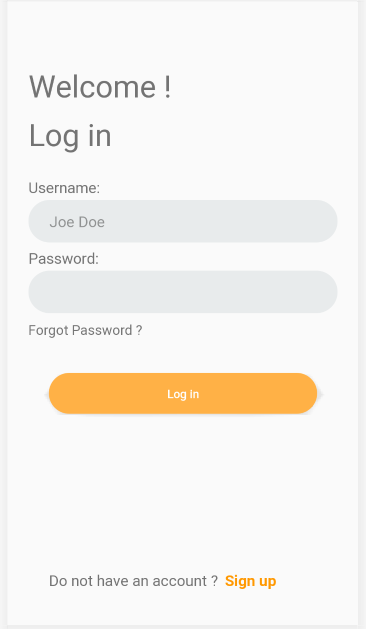 Welcome !
Log in
Username:
Joe Doe
Password:
Forgot Password ?
Log in
Do not have an account ? Sign up